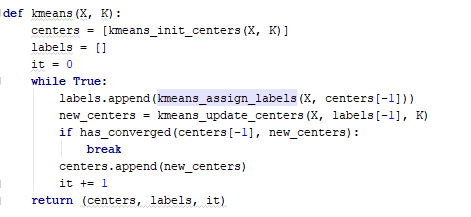 def kmeans(X, K):
    centers = [kmeans_init_centers(X, K)]
    labels = []
    it = 0
    while True:
        labels.append(kmeans_assign_labels(X, centers[-1]))
        new_centers = kmeans_update_centers(X, labels[-1], K)
        if has_converged(centers[-1], new_centers):
            break
        centers.append(new_centers)
        it += 1
    return (centers, labels, it)